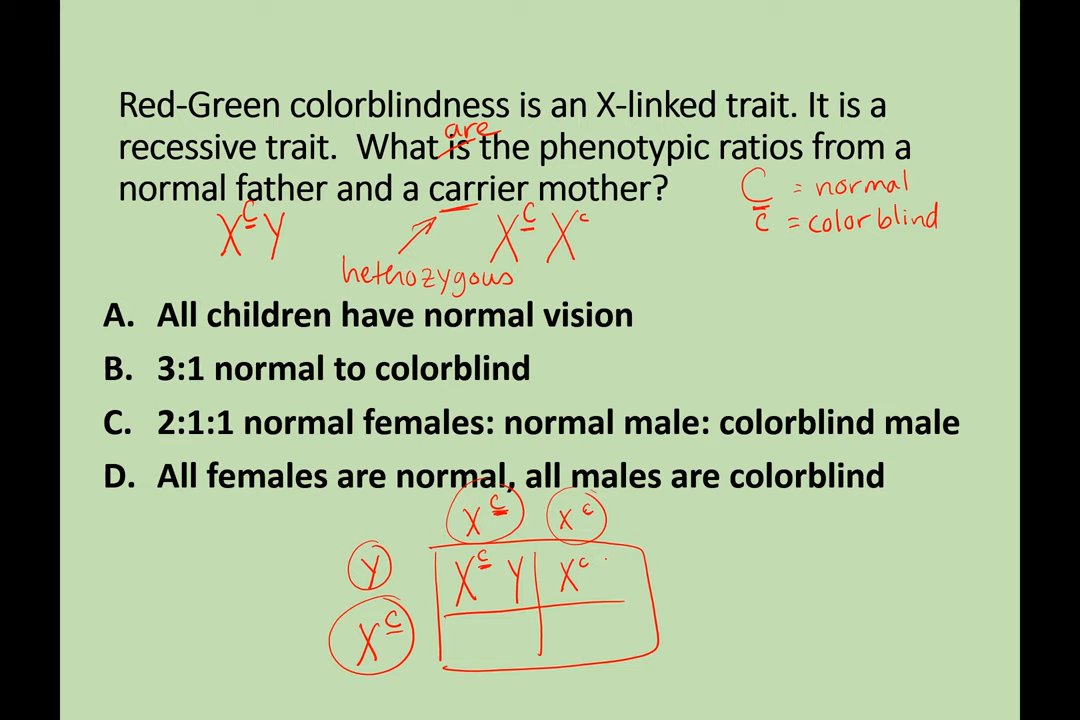 Red-Green colorblindness is an X-linked trait. It is a
are
recessive trait. What is the phenotypic ratios from a
normal father and a carrier mother?
C = normal
c = colorblind
X^C Y
X^C X^c
heterozygous
A. All children have normal vision
B. 3:1 normal to colorblind
C. 2:1:1 normal females: normal male: colorblind male
D. All females are normal, all males are colorblind
X^C X^c
Y X^C Y X^c
X^C